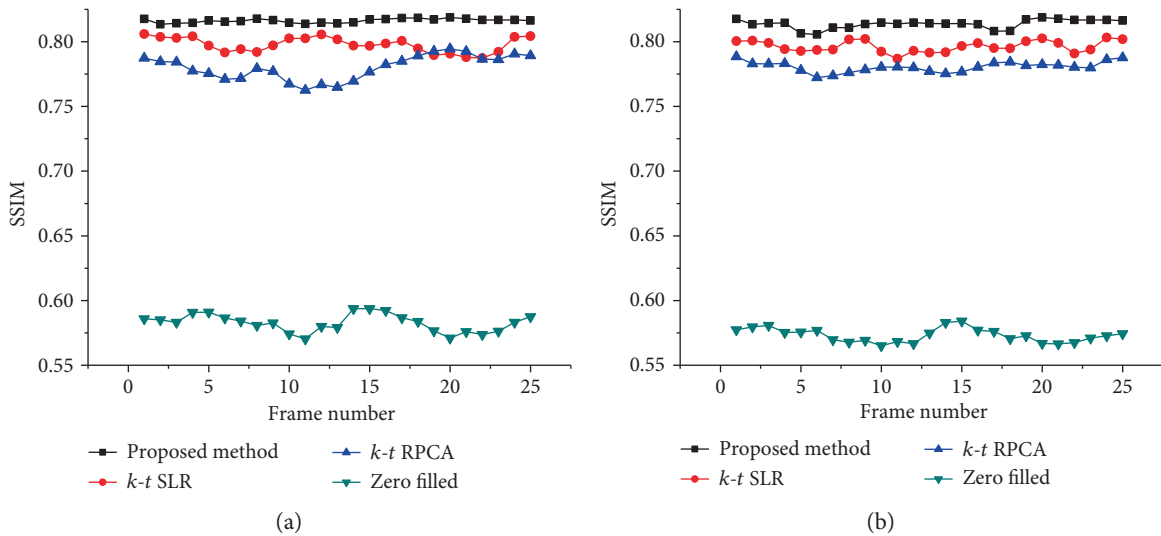 0.80
0.75
0.70
0.65
0.60
0.55
SSIM
0 5 10 15 20 25
Frame number
Proposed method
k-t SLR
k-t RPCA
Zero filled
(a)
0.80
0.75
0.70
0.65
0.60
0.55
SSIM
0 5 10 15 20 25
Frame number
Proposed method
k-t SLR
k-t RPCA
Zero filled
(b)